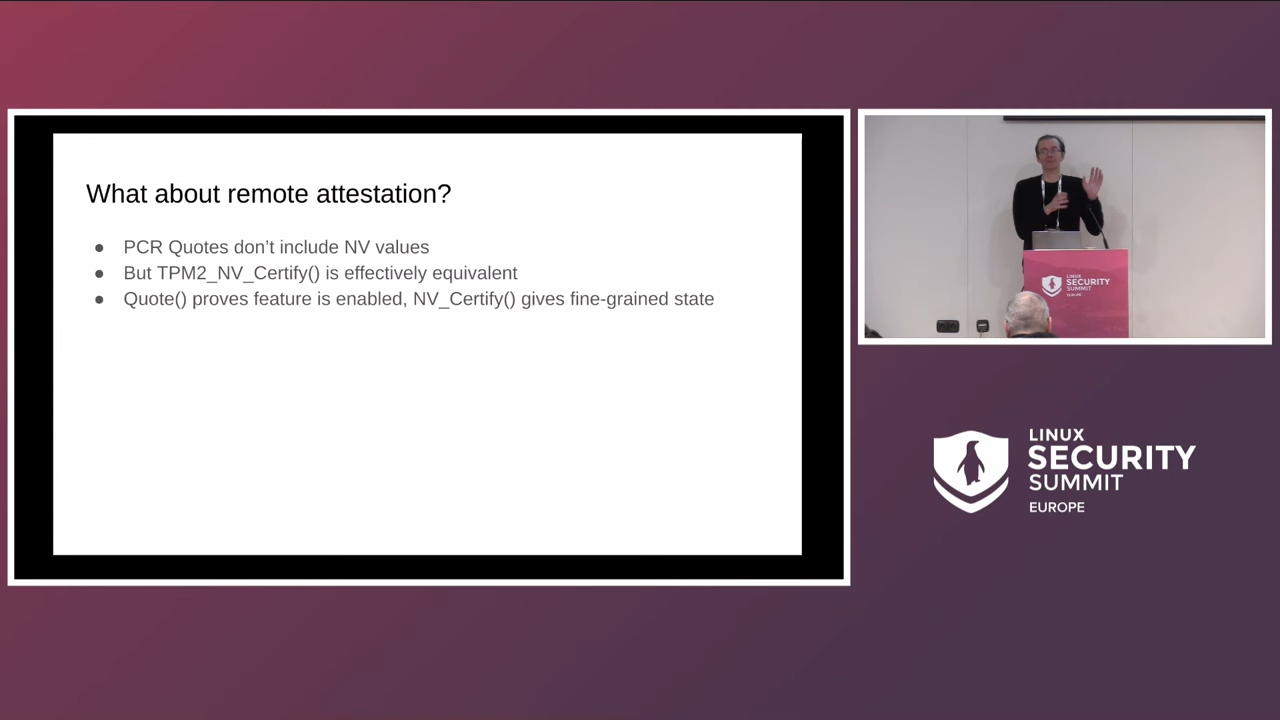 What about remote attestation?
● PCR Quotes don’t include NV values
● But TPM2_NV_Certify() is effectively equivalent
● Quote() proves feature is enabled, NV_Certify() gives fine-grained state
LINUX
SECURITY
SUMMIT
EUROPE
LINUX
SECURITY
SUMMIT
EUROPE